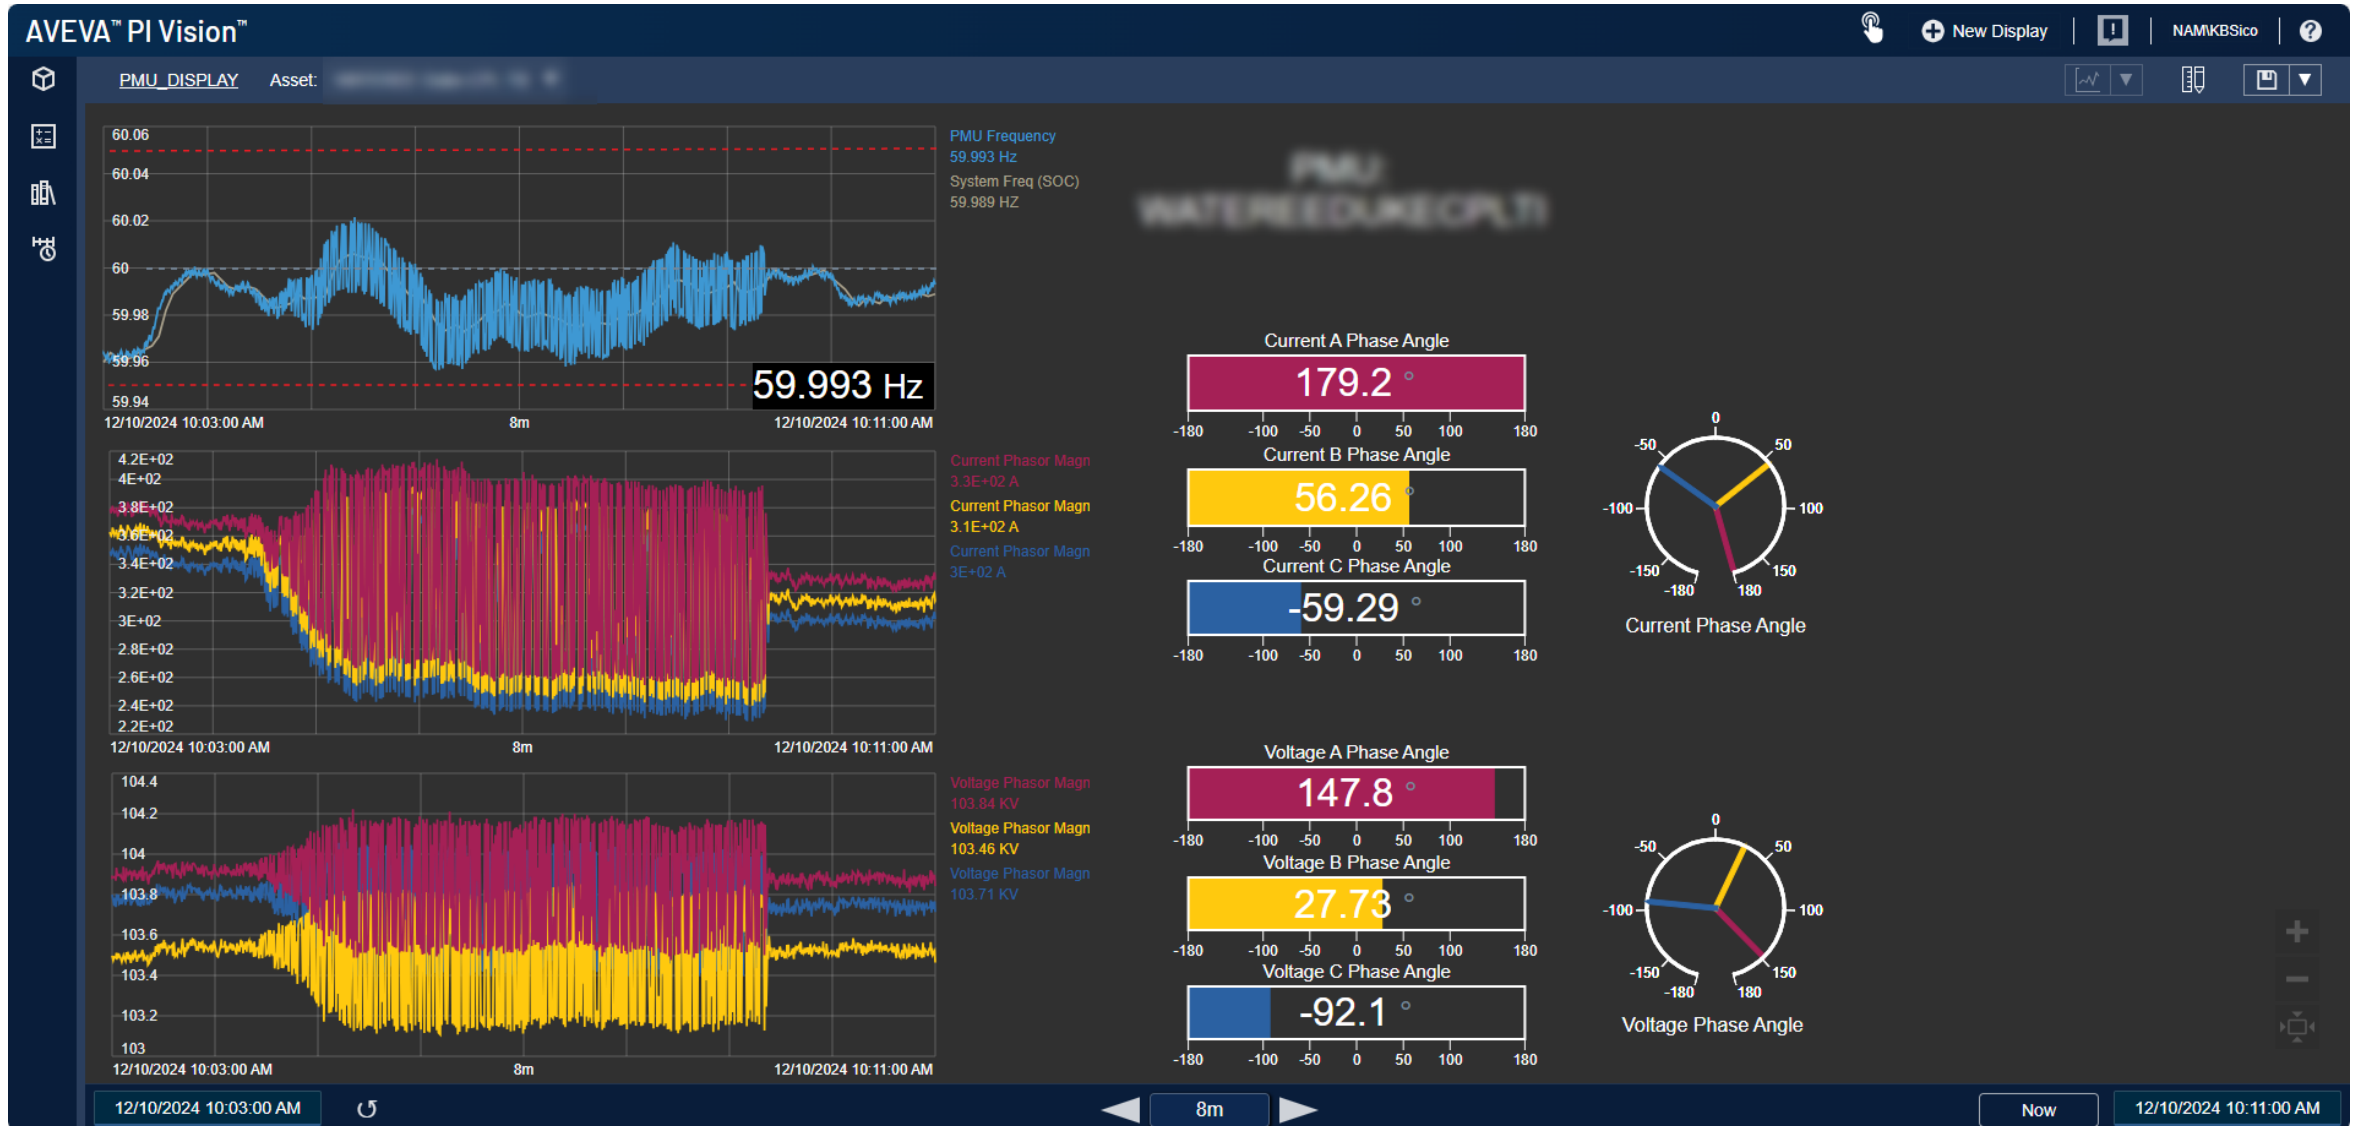 AVEVA™ PI Vision™
New Display
NAM\KBSico
PMU_DISPLAY Asset:
60.06
60.04
60.02
60
59.98
59.96
59.94
59.993 Hz
12/10/2024 10:03:00 AM 8m 12/10/2024 10:11:00 AM
PMU Frequency
59.993 Hz
System Freq (SOC)
59.989 HZ
4.2E+02
4E+02
3.8E+02
3.6E+02
3.4E+02
3.2E+02
3E+02
2.8E+02
2.6E+02
2.4E+02
2.2E+02
12/10/2024 10:03:00 AM 8m 12/10/2024 10:11:00 AM
Current Phasor Magn
3.3E+02 A
Current Phasor Magn
3.1E+02 A
Current Phasor Magn
3E+02 A
104.4
104.2
104
103.8
103.6
103.4
103.2
103
12/10/2024 10:03:00 AM 8m 12/10/2024 10:11:00 AM
Voltage Phasor Magn
103.84 KV
Voltage Phasor Magn
103.46 KV
Voltage Phasor Magn
103.71 KV
PMU:
WATEREEDUKECPLTI
Current A Phase Angle
179.2 °
-180 -100 -50 0 50 100 180
Current B Phase Angle
56.26 °
-180 -100 -50 0 50 100 180
Current C Phase Angle
-59.29 °
-180 -100 -50 0 50 100 180
0
-50 50
-100 100
-150 150
-180 180
Current Phase Angle
Voltage A Phase Angle
147.8 °
-180 -100 -50 0 50 100 180
Voltage B Phase Angle
27.73 °
-180 -100 -50 0 50 100 180
Voltage C Phase Angle
-92.1 °
-180 -100 -50 0 50 100 180
0
-50 50
-100 100
-150 150
-180 180
Voltage Phase Angle
12/10/2024 10:03:00 AM 8m Now 12/10/2024 10:11:00 AM